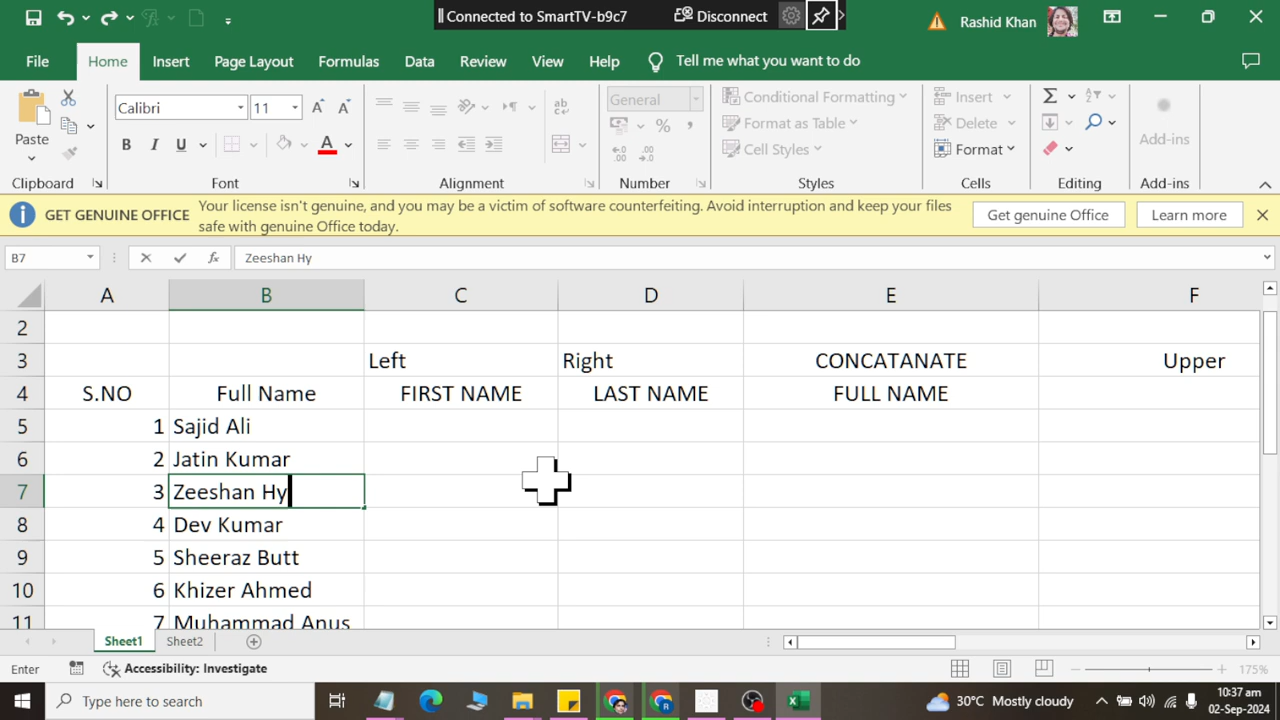 Connected to SmartTV-b9c7 Disconnect
Rashid Khan
File Home Insert Page Layout Formulas Data Review View Help Tell me what you want to do
Paste
Calibri 11
General
Conditional Formatting
Format as Table
Cell Styles
Insert
Delete
Format
Add-ins
Clipboard Font Alignment Number Styles Cells Editing Add-ins
GET GENUINE OFFICE Your license isn't genuine, and you may be a victim of software counterfeiting. Avoid interruption and keep your files
safe with genuine Office today.
Get genuine Office Learn more
B7 fx Zeeshan Hy
A B C D E F
2
3 Left Right CONCATANATE Upper
4 S.NO Full Name FIRST NAME LAST NAME FULL NAME
5 1 Sajid Ali
6 2 Jatin Kumar
7 3 Zeeshan Hy
8 4 Dev Kumar
9 5 Sheeraz Butt
10 6 Khizer Ahmed
11 7 Muhammad Anus
Sheet1 Sheet2
Enter Accessibility: Investigate 175%
Type here to search 30°C Mostly cloudy 10:37 am
02-Sep-2024